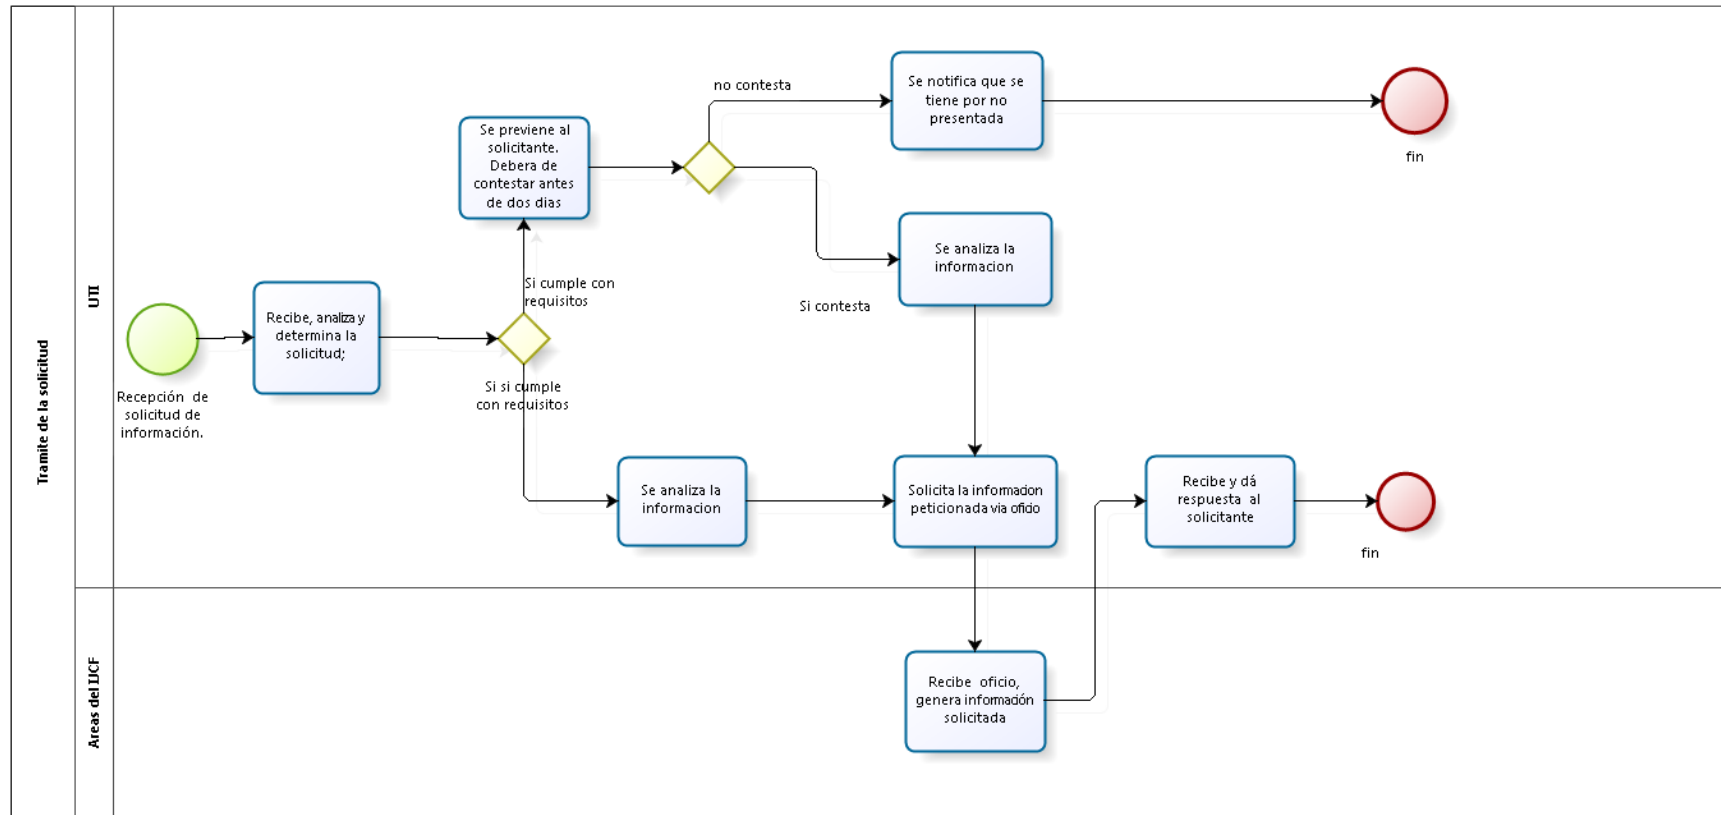 Tramite de la solicitud
UTI
Areas del IJCF
Recepción de
solicitud de
información.
Recibe, analiza y
determina la
solicitud;
Si cumple con
requisitos
Si si cumple
con requisitos
Se previene al
solicitante.
Debera de
contestar antes
de dos dias
no contesta
Si contesta
Se notifica que se
tiene por no
presentada
fin
Se analiza la
informacion
Se analiza la
informacion
Solicita la informacion
peticionada via oficio
Recibe oficio,
genera información
solicitada
Recibe y dá
respuesta al
solicitante
fin